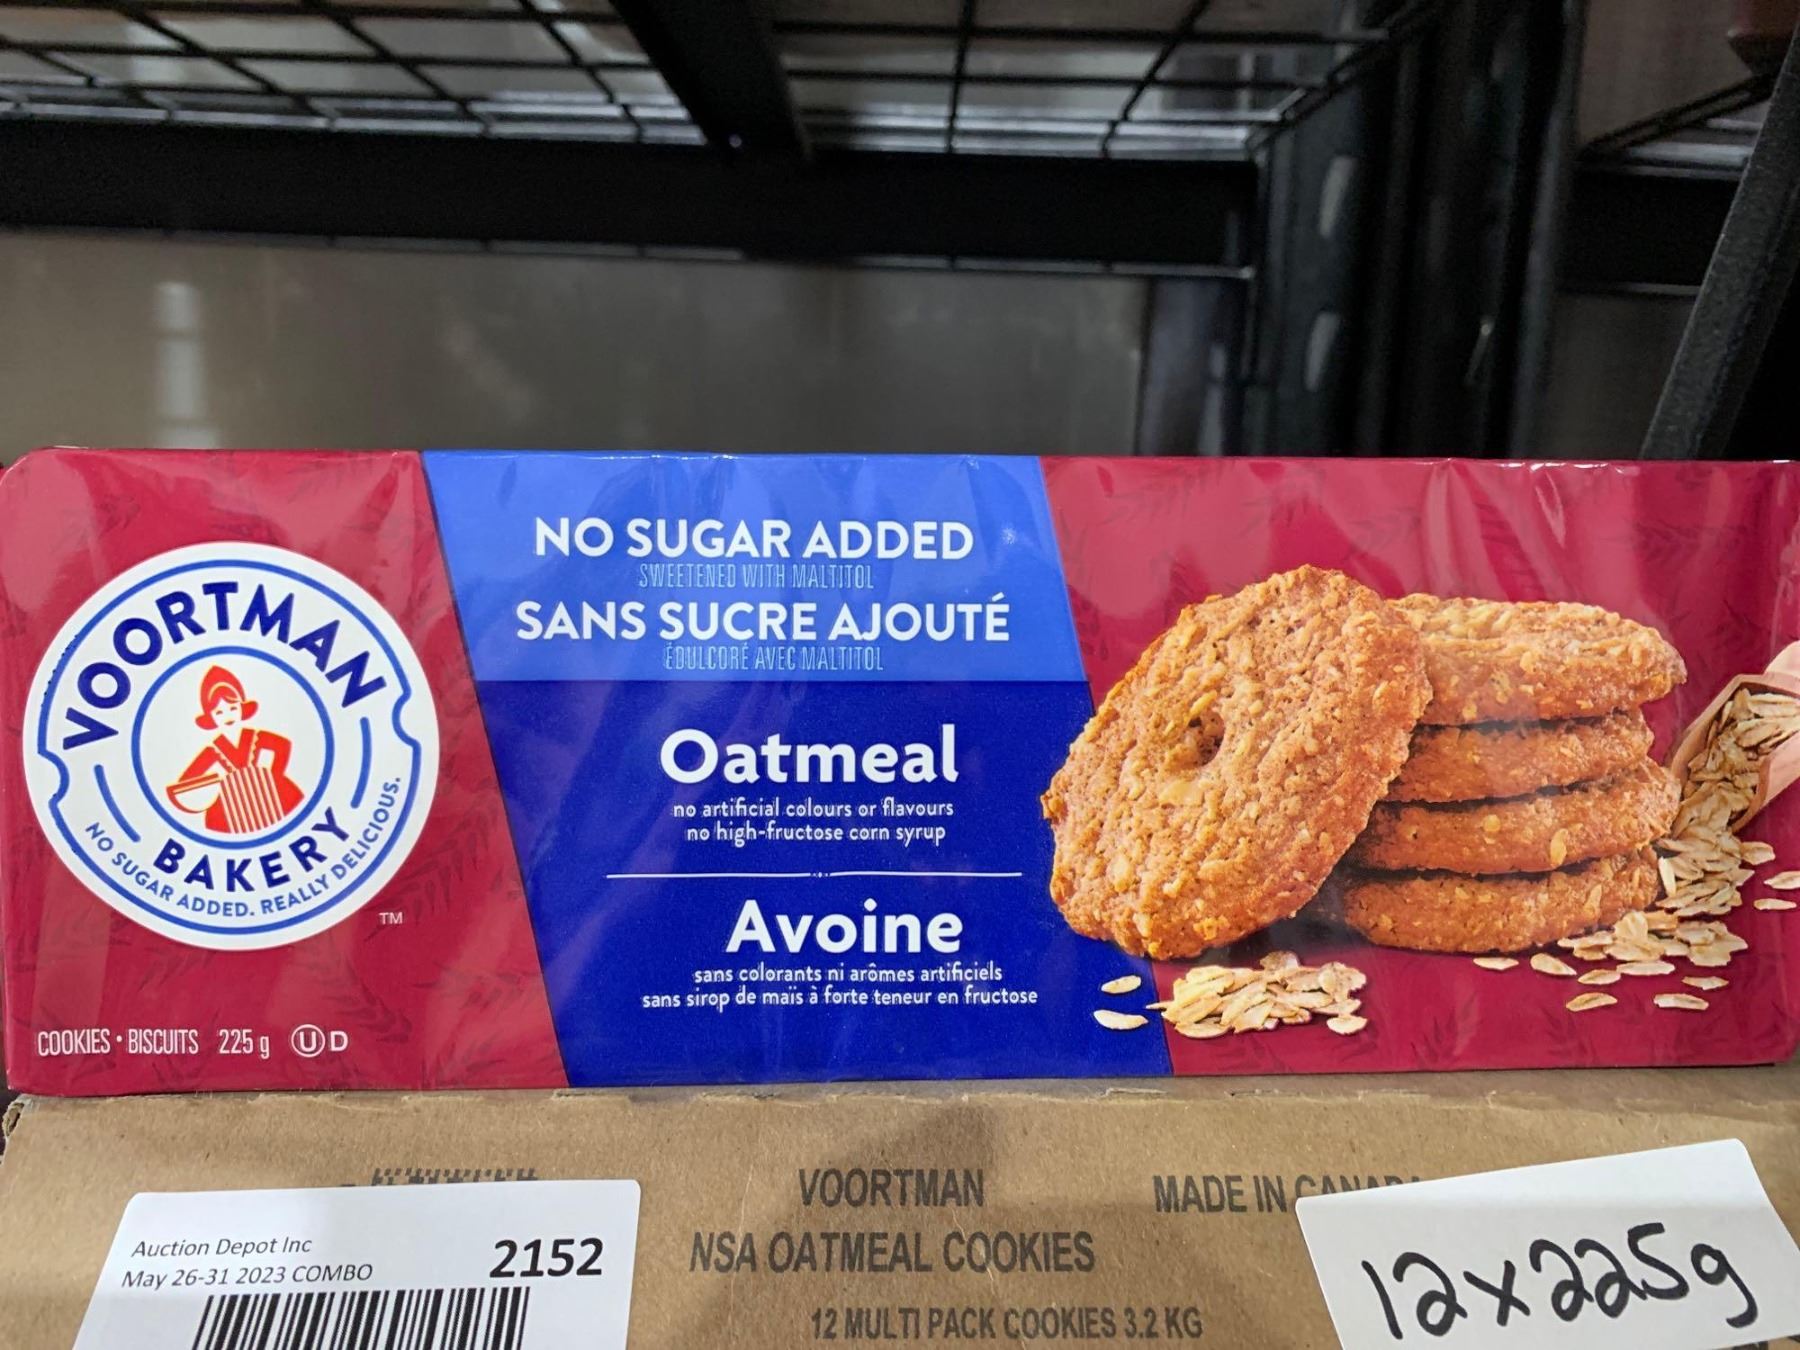 VOORTMAN
BAKERY
NO SUGAR ADDED. REALLY DELICIOUS.
TM
COOKIES • BISCUITS 225 g Ⓤ D
NO SUGAR ADDED
SWEETENED WITH MALTITOL
SANS SUCRE AJOUTÉ
ÉDULCORÉ AVEC MALTITOL
Oatmeal
no artificial colours or flavours
no high-fructose corn syrup
Avoine
sans colorants ni arômes artificiels
sans sirop de maïs à forte teneur en fructose
VOORTMAN
MADE IN CANADA
NSA OATMEAL COOKIES
12 MULTI PACK COOKIES 3.2 KG
Auction Depot Inc
May 26-31 2023 COMBO
2152
12x225g